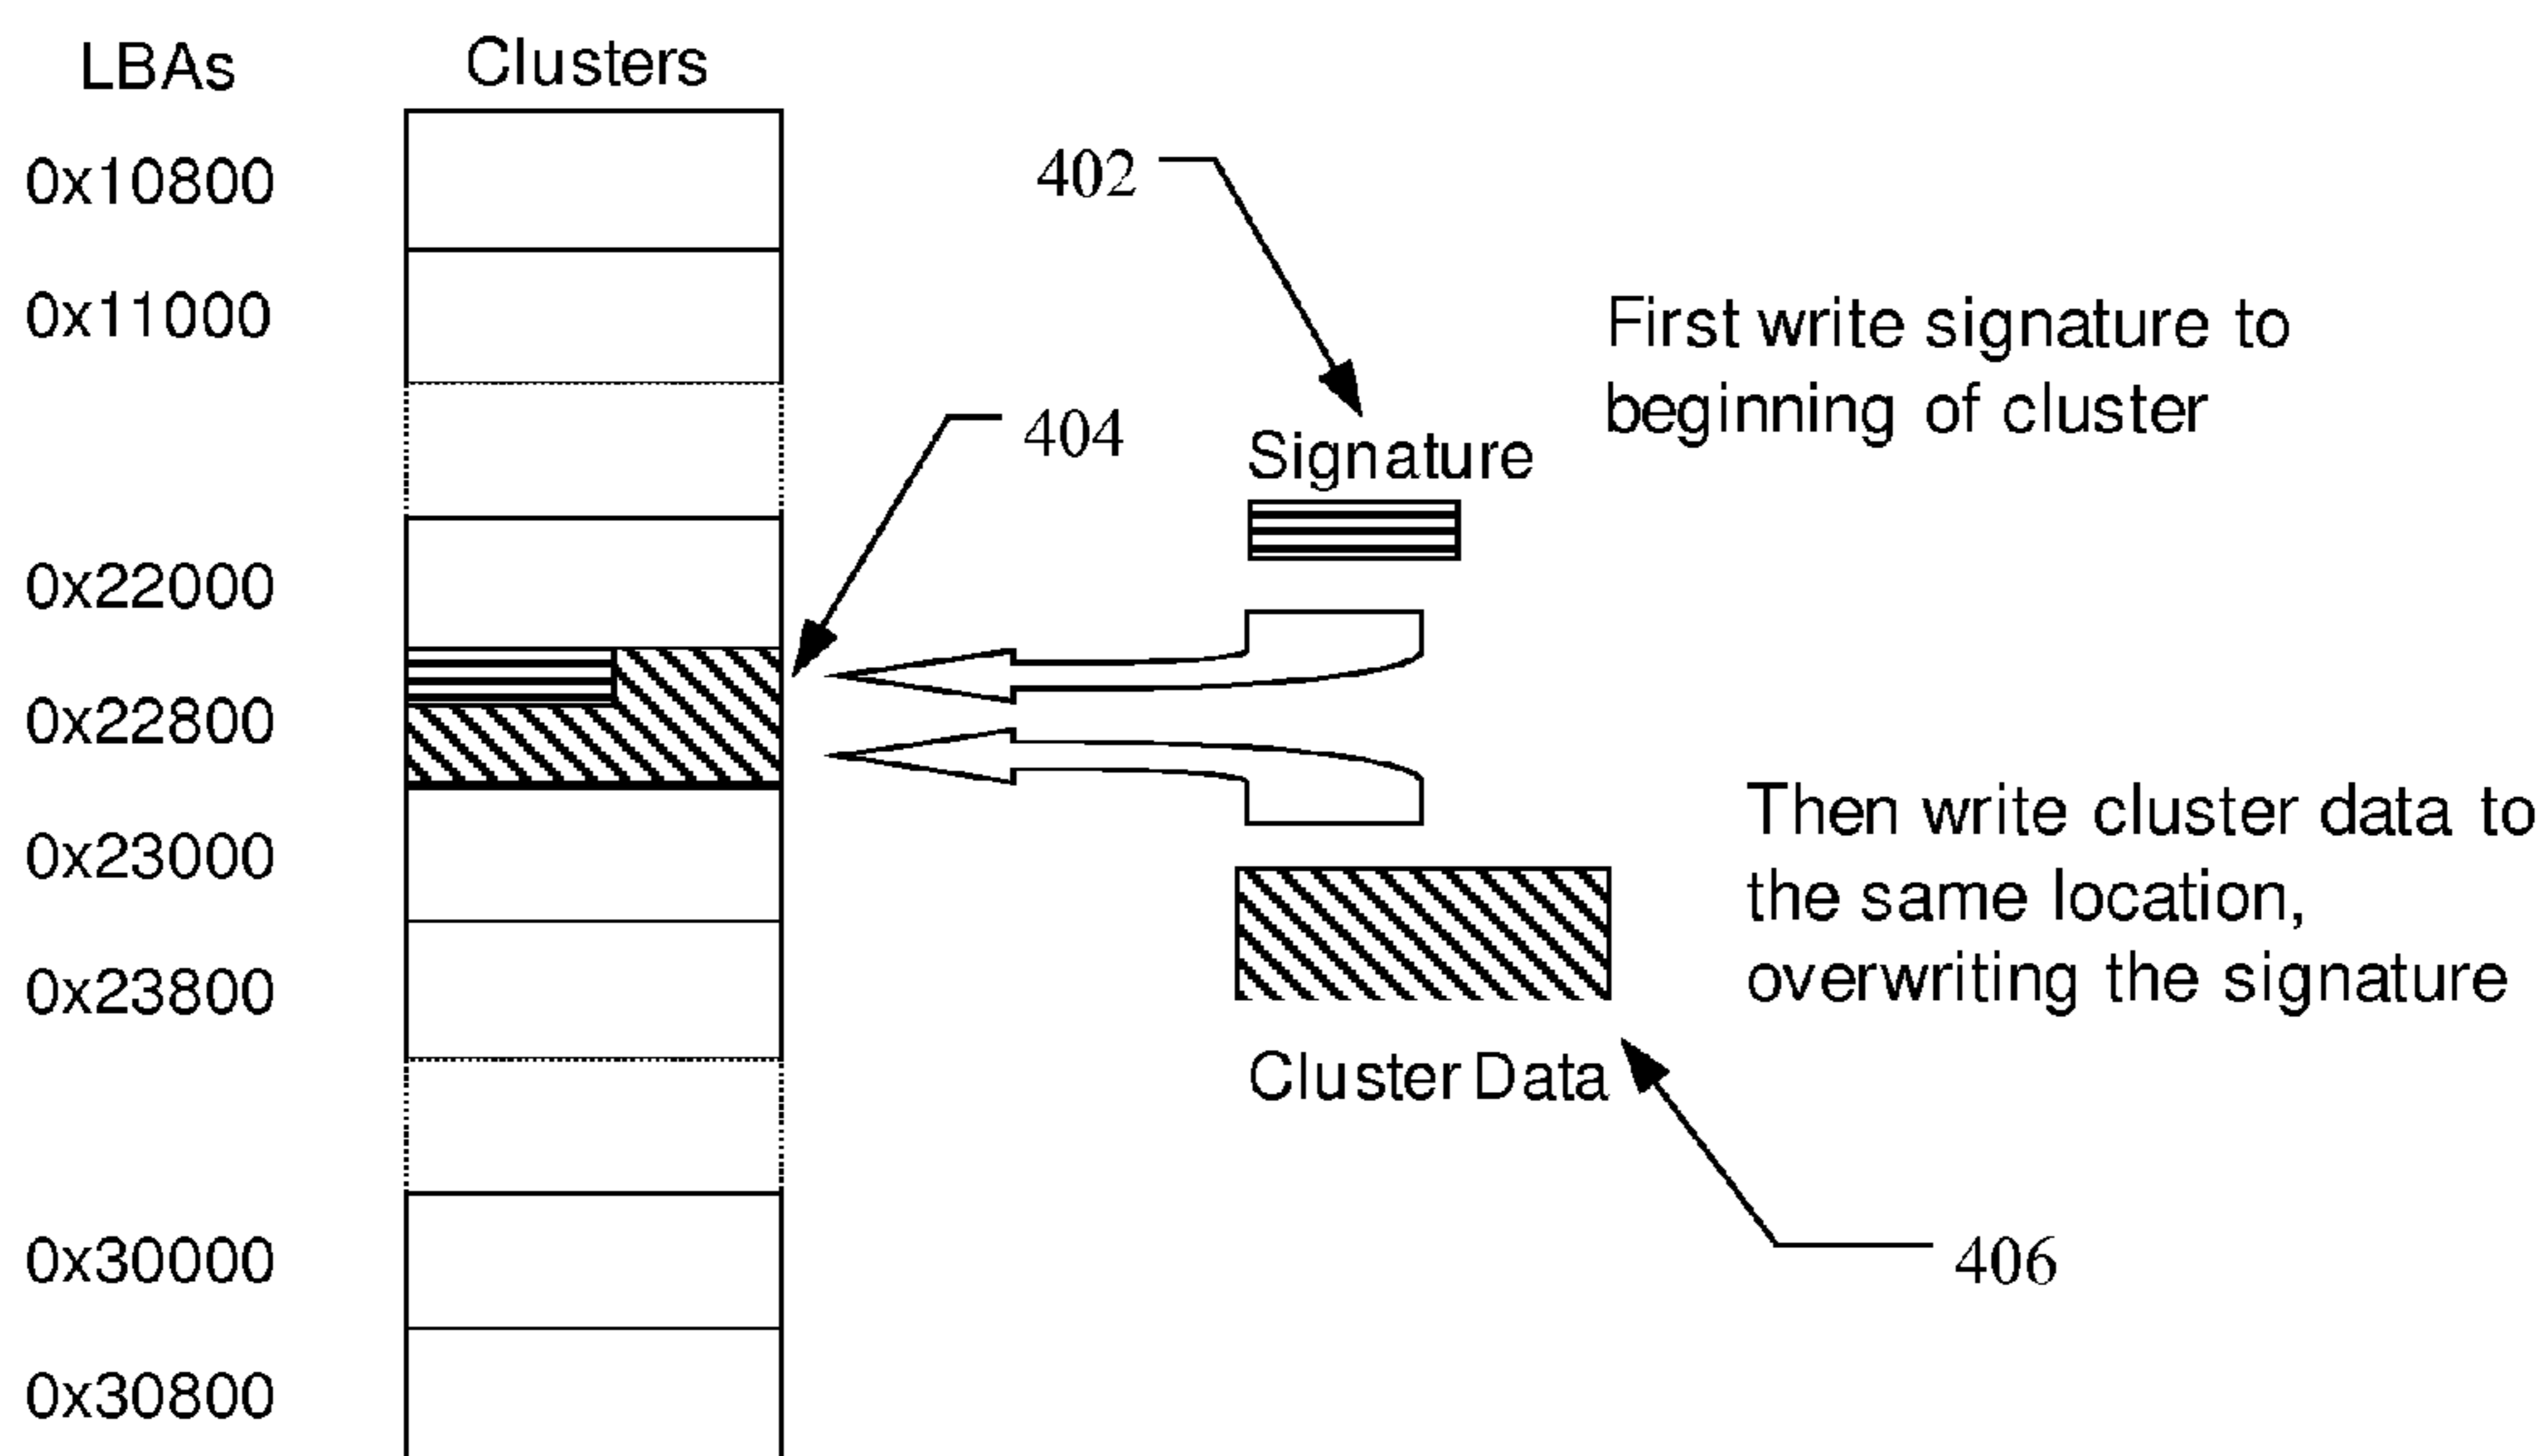 LBAs
Clusters
0x10800
402
0x11000
First write signature to
beginning of cluster
404
Signature
0x22000
0x22800
Then write cluster data to
the same location,
overwriting the signature
0x23000
0x23800
Cluster Data
0x30000
406
0x30800